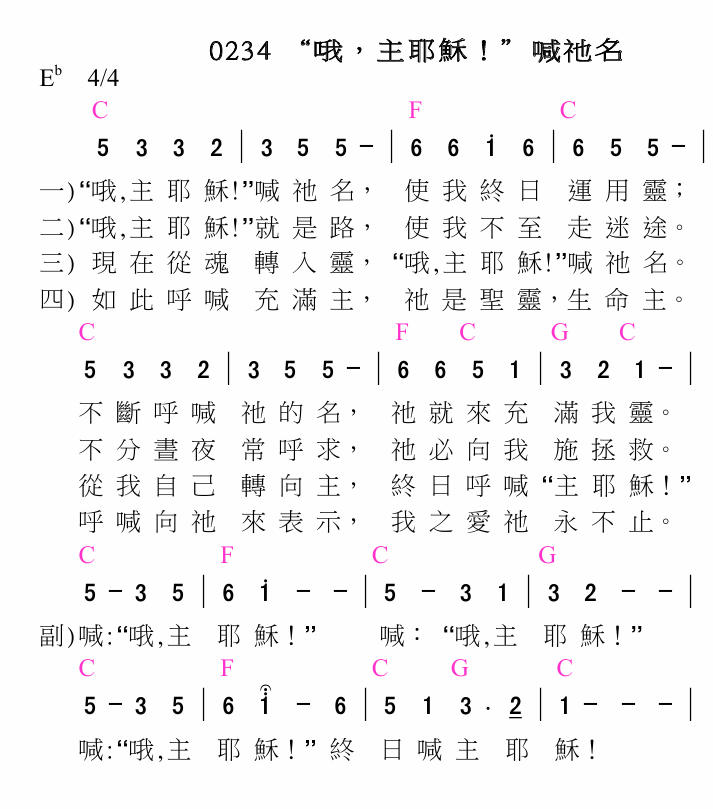 0234 “哦，主耶穌！” 喊祂名
E♭ 4/4
C F C
5 3 3 2 | 3 5 5 – | 6 6 i̇ 6 | 6 5 5 – |
一)“哦,主 耶 穌!”喊 祂 名， 使 我 終 日 運 用 靈；
二)“哦,主 耶 穌!”就 是 路， 使 我 不 至 走 迷 途。
三) 現 在 從 魂 轉 入 靈， “哦,主 耶 穌!”喊 祂 名。
四) 如 此 呼 喊 充 滿 主， 祂 是 聖 靈，生 命 主。
C F C G C
5 3 3 2 | 3 5 5 – | 6 6 5 1 | 3 2 1 – |
不 斷 呼 喊 祂 的 名， 祂 就 來 充 滿 我 靈。
不 分 晝 夜 常 呼 求， 祂 必 向 我 施 拯 救。
從 我 自 己 轉 向 主， 終 日 呼 喊 “主 耶 穌！”
呼 喊 向 祂 來 表 示， 我 之 愛 祂 永 不 止。
C F C G
5 – 3 5 | 6 1̇ – – | 5 – 3 1 | 3 2 – – |
副)喊:“哦,主 耶 穌！” 喊： “哦,主 耶 穌！”
C F C G C
5 – 3 5 | 6 1̇ – 6 | 5 1 3 . 2 | 1 – – – |
喊:“哦,主 耶 穌！” 終 日 喊 主 耶 穌！